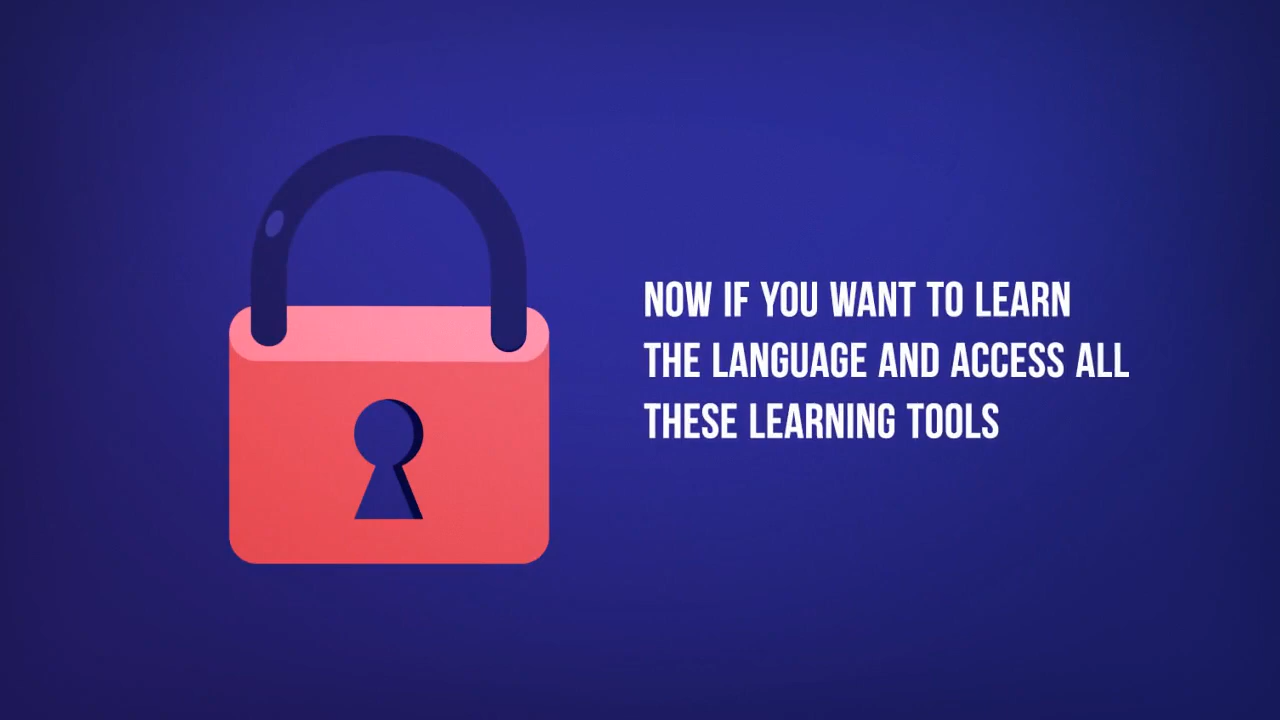 NOW IF YOU WANT TO LEARN
THE LANGUAGE AND ACCESS ALL
THESE LEARNING TOOLS